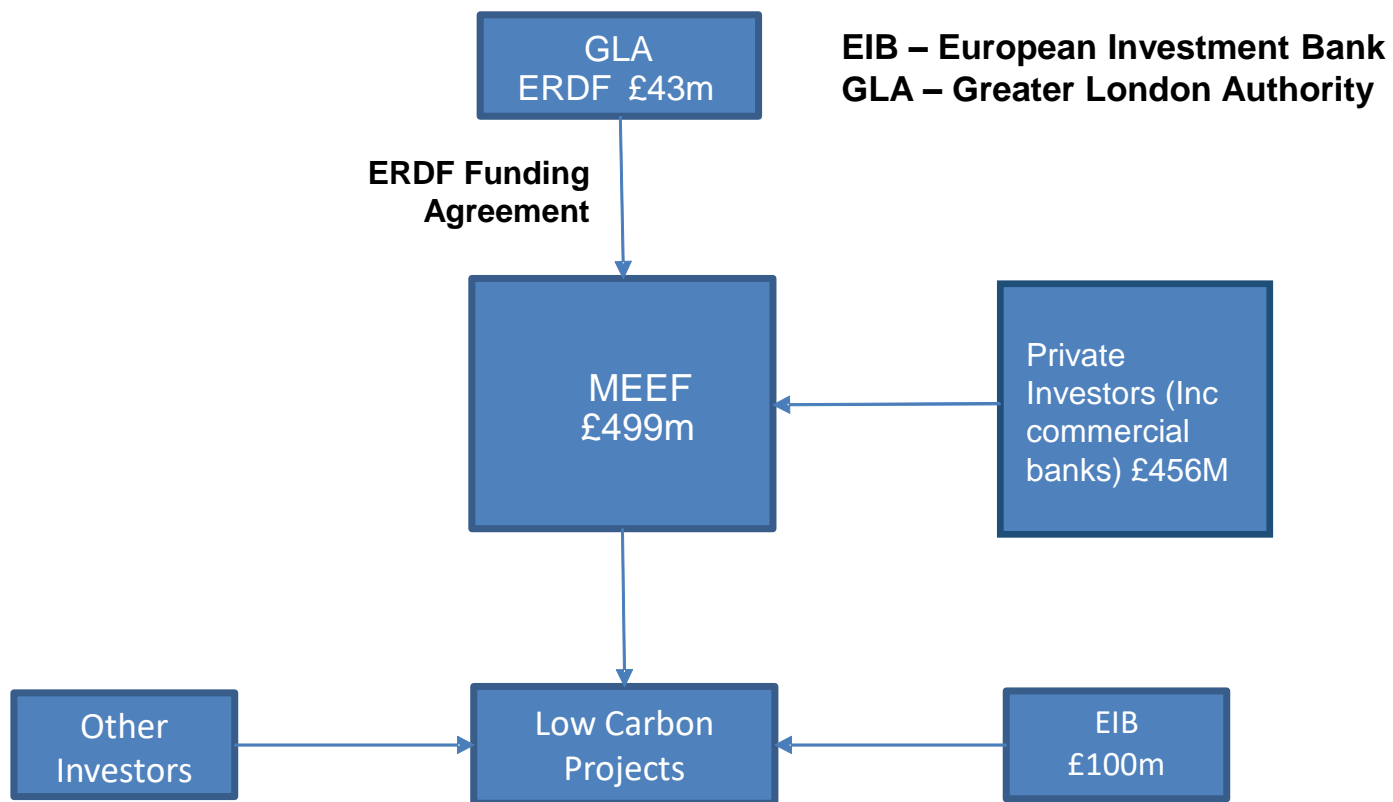 GLA
ERDF £43m
EIB – European Investment Bank
GLA – Greater London Authority
ERDF Funding
Agreement
MEEF
£499m
Private
Investors (Inc
commercial
banks) £456M
Other
Investors
Low Carbon
Projects
EIB
£100m